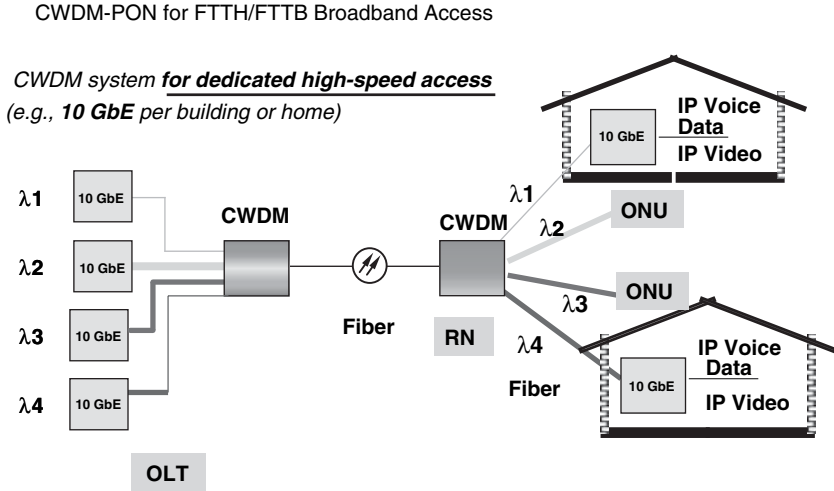 CWDM-PON for FTTH/FTTB Broadband Access
CWDM system for dedicated high-speed access
(e.g., 10 GbE per building or home)
10 GbE
IP Voice
Data
IP Video
λ1
10 GbE
CWDM
CWDM
λ1
λ2
ONU
λ2
10 GbE
λ3
ONU
λ3
10 GbE
Fiber
RN
λ4
Fiber
10 GbE
IP Voice
Data
IP Video
λ4
10 GbE
OLT